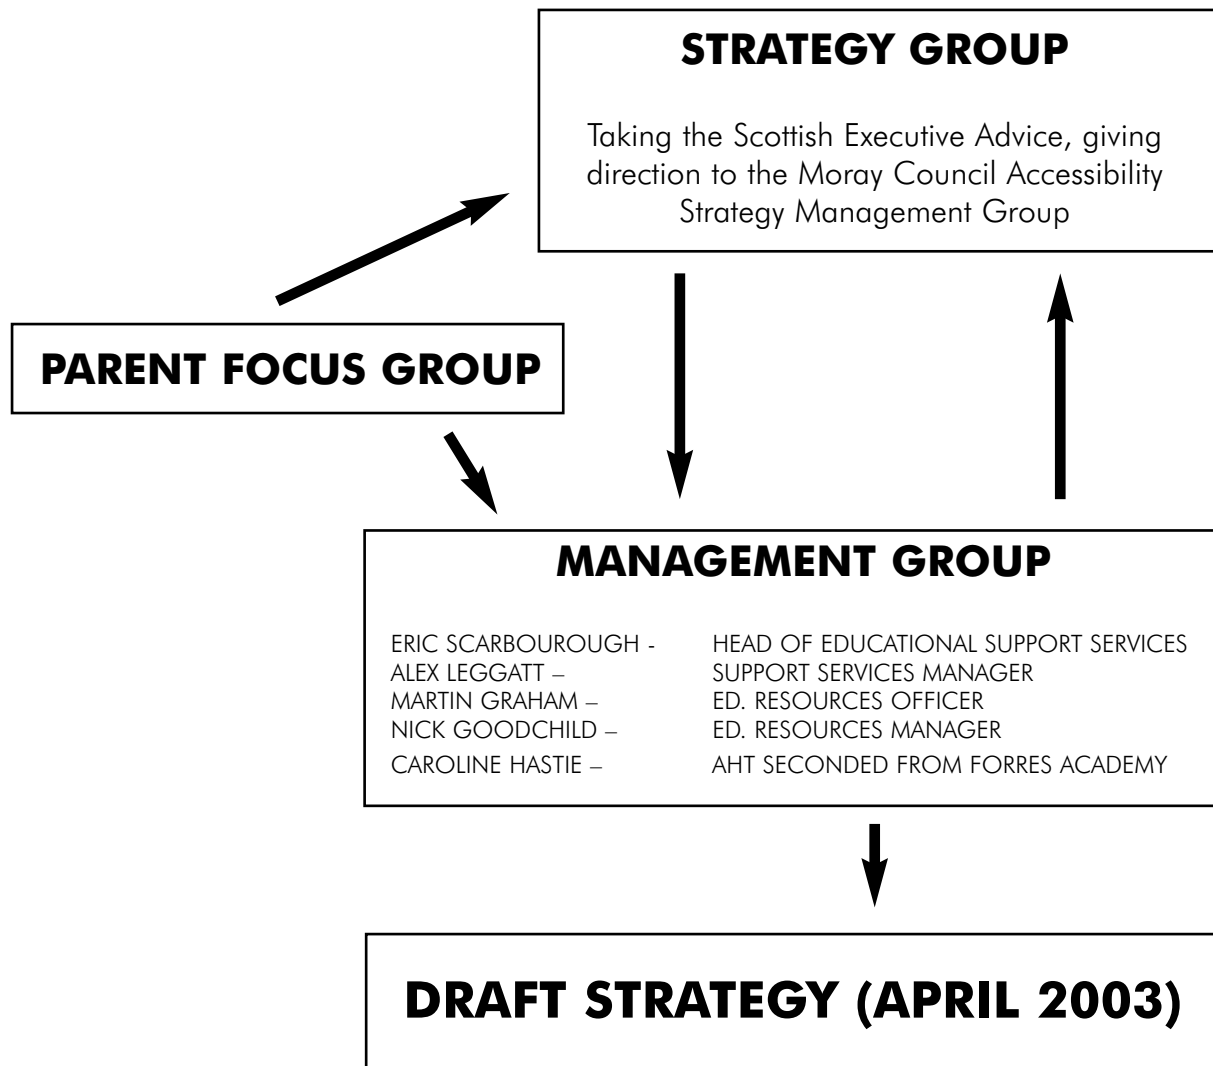 STRATEGY GROUP
Taking the Scottish Executive Advice, giving
direction to the Moray Council Accessibility
Strategy Management Group
PARENT FOCUS GROUP
MANAGEMENT GROUP
ERIC SCARBOUROUGH - HEAD OF EDUCATIONAL SUPPORT SERVICES
ALEX LEGGATT – SUPPORT SERVICES MANAGER
MARTIN GRAHAM – ED. RESOURCES OFFICER
NICK GOODCHILD – ED. RESOURCES MANAGER
CAROLINE HASTIE – AHT SECONDED FROM FORRES ACADEMY
DRAFT STRATEGY (APRIL 2003)